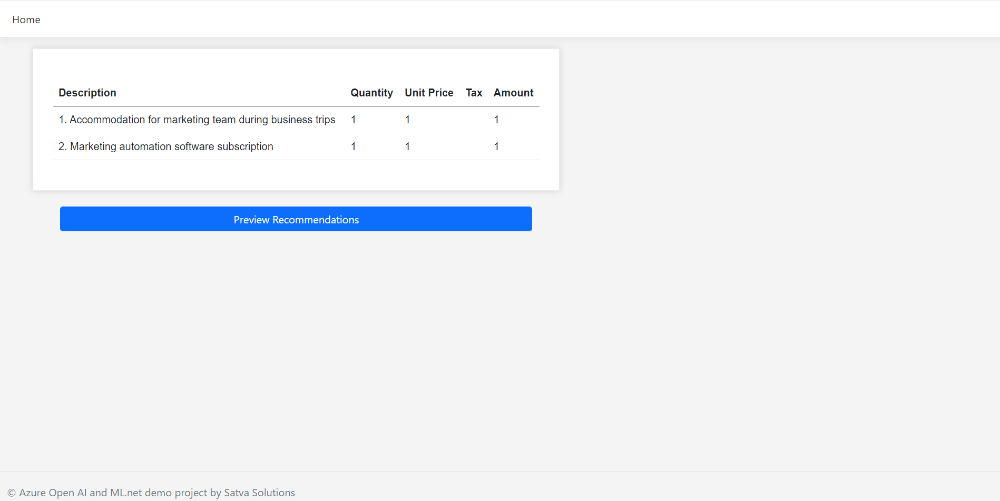 Home
Description Quantity Unit Price Tax Amount
1. Accommodation for marketing team during business trips 1 1 1
2. Marketing automation software subscription 1 1 1
Preview Recommendations
© Azure Open AI and ML.net demo project by Satva Solutions